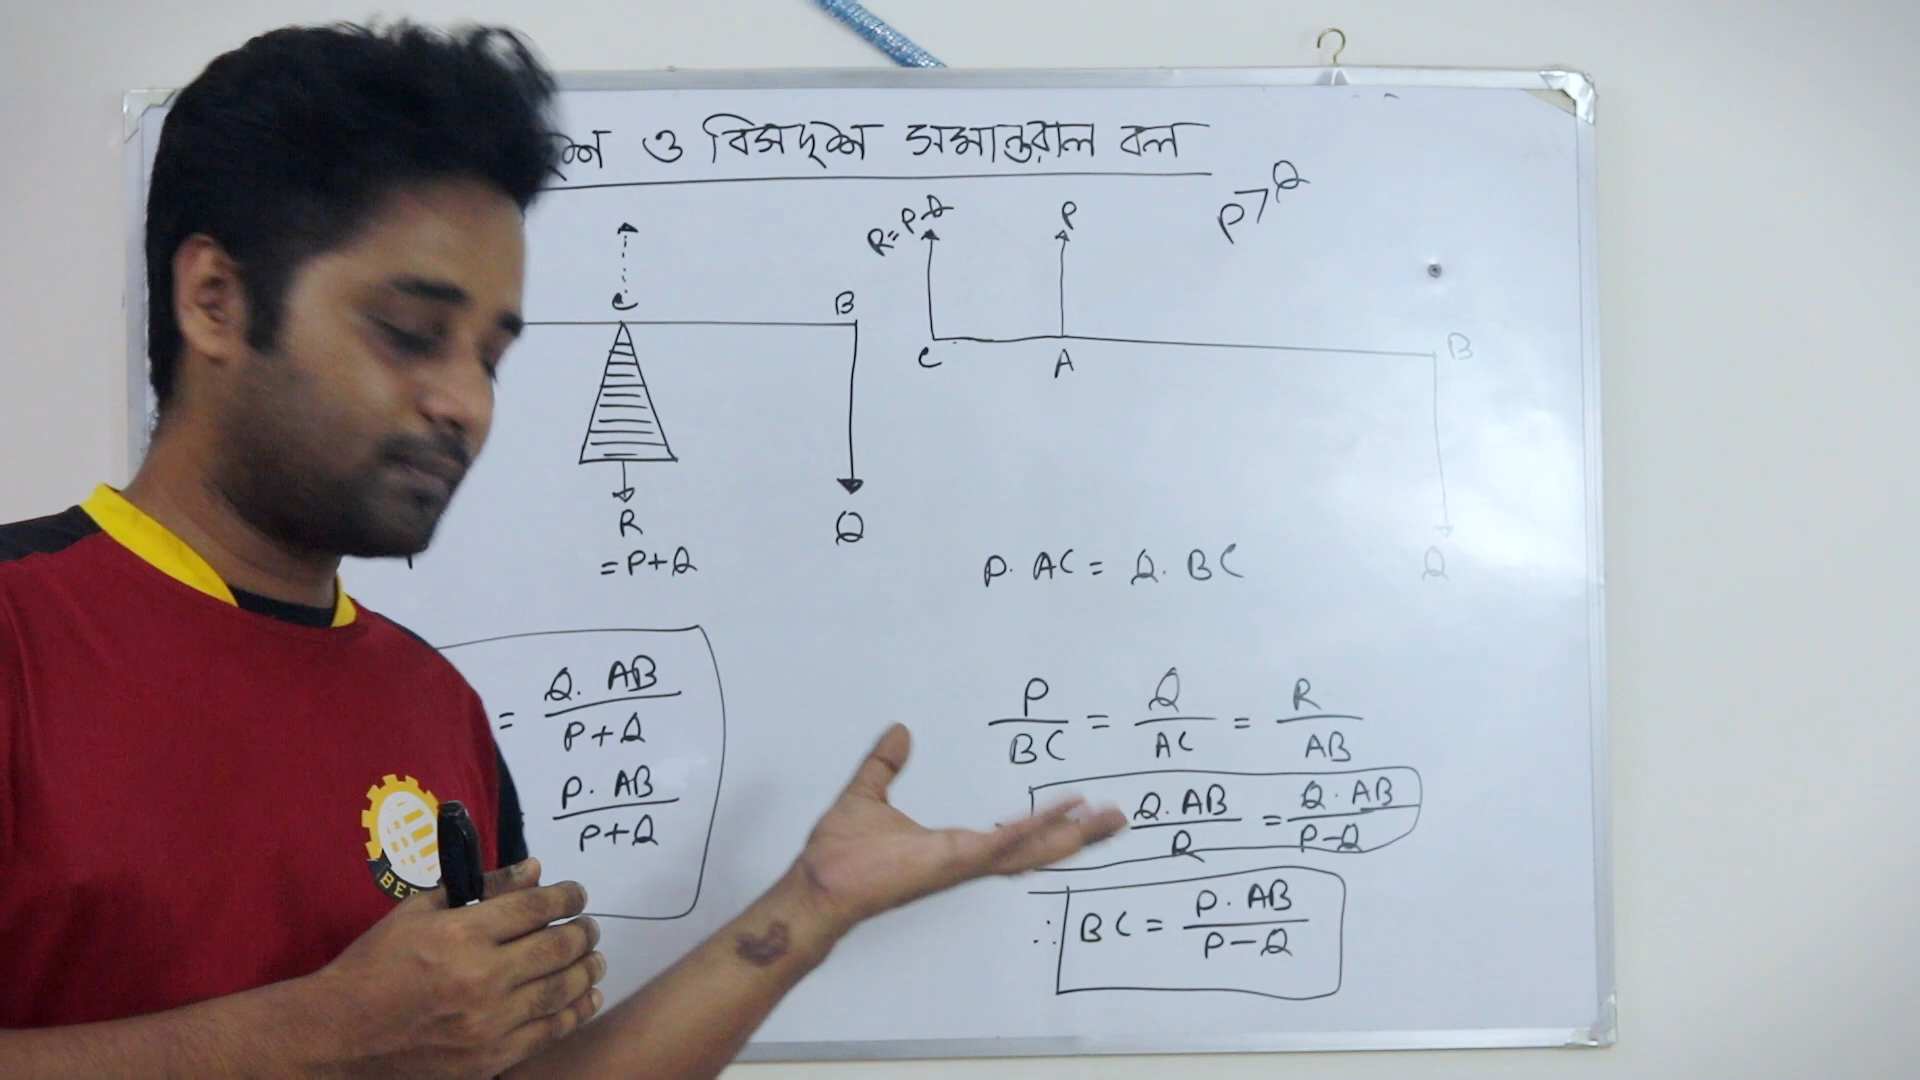 ও বিসদৃশ সমান্তরাল বল
P>Q
R=P-Q
P
C
B
C
A
B
R
=P+Q
Q
P. AC = Q. BC
Q
= Q. AB / P+Q
P. AB / P+Q
P / BC = Q / AC = R / AB
Q. AB / R = Q. AB / P-Q
∴ BC = P. AB / P-Q